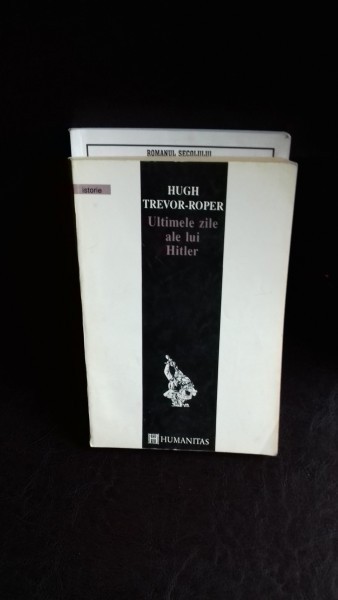 ROMANUL SECOLULUI
istorie
HUGH
TREVOR-ROPER
Ultimele zile
ale lui
Hitler
HUMANITAS